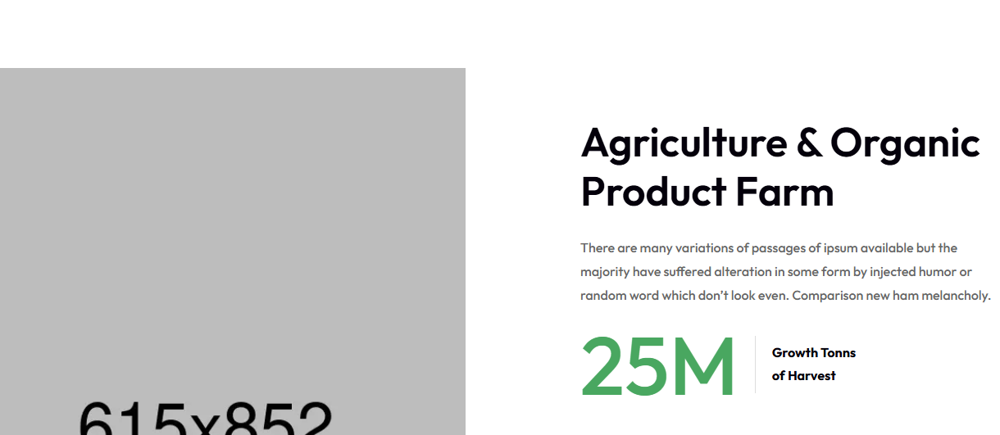 Agriculture & Organic
Product Farm
There are many variations of passages of ipsum available but the
majority have suffered alteration in some form by injected humor or
random word which don’t look even. Comparison new ham melancholy.
25M
Growth Tonns
of Harvest
615x852